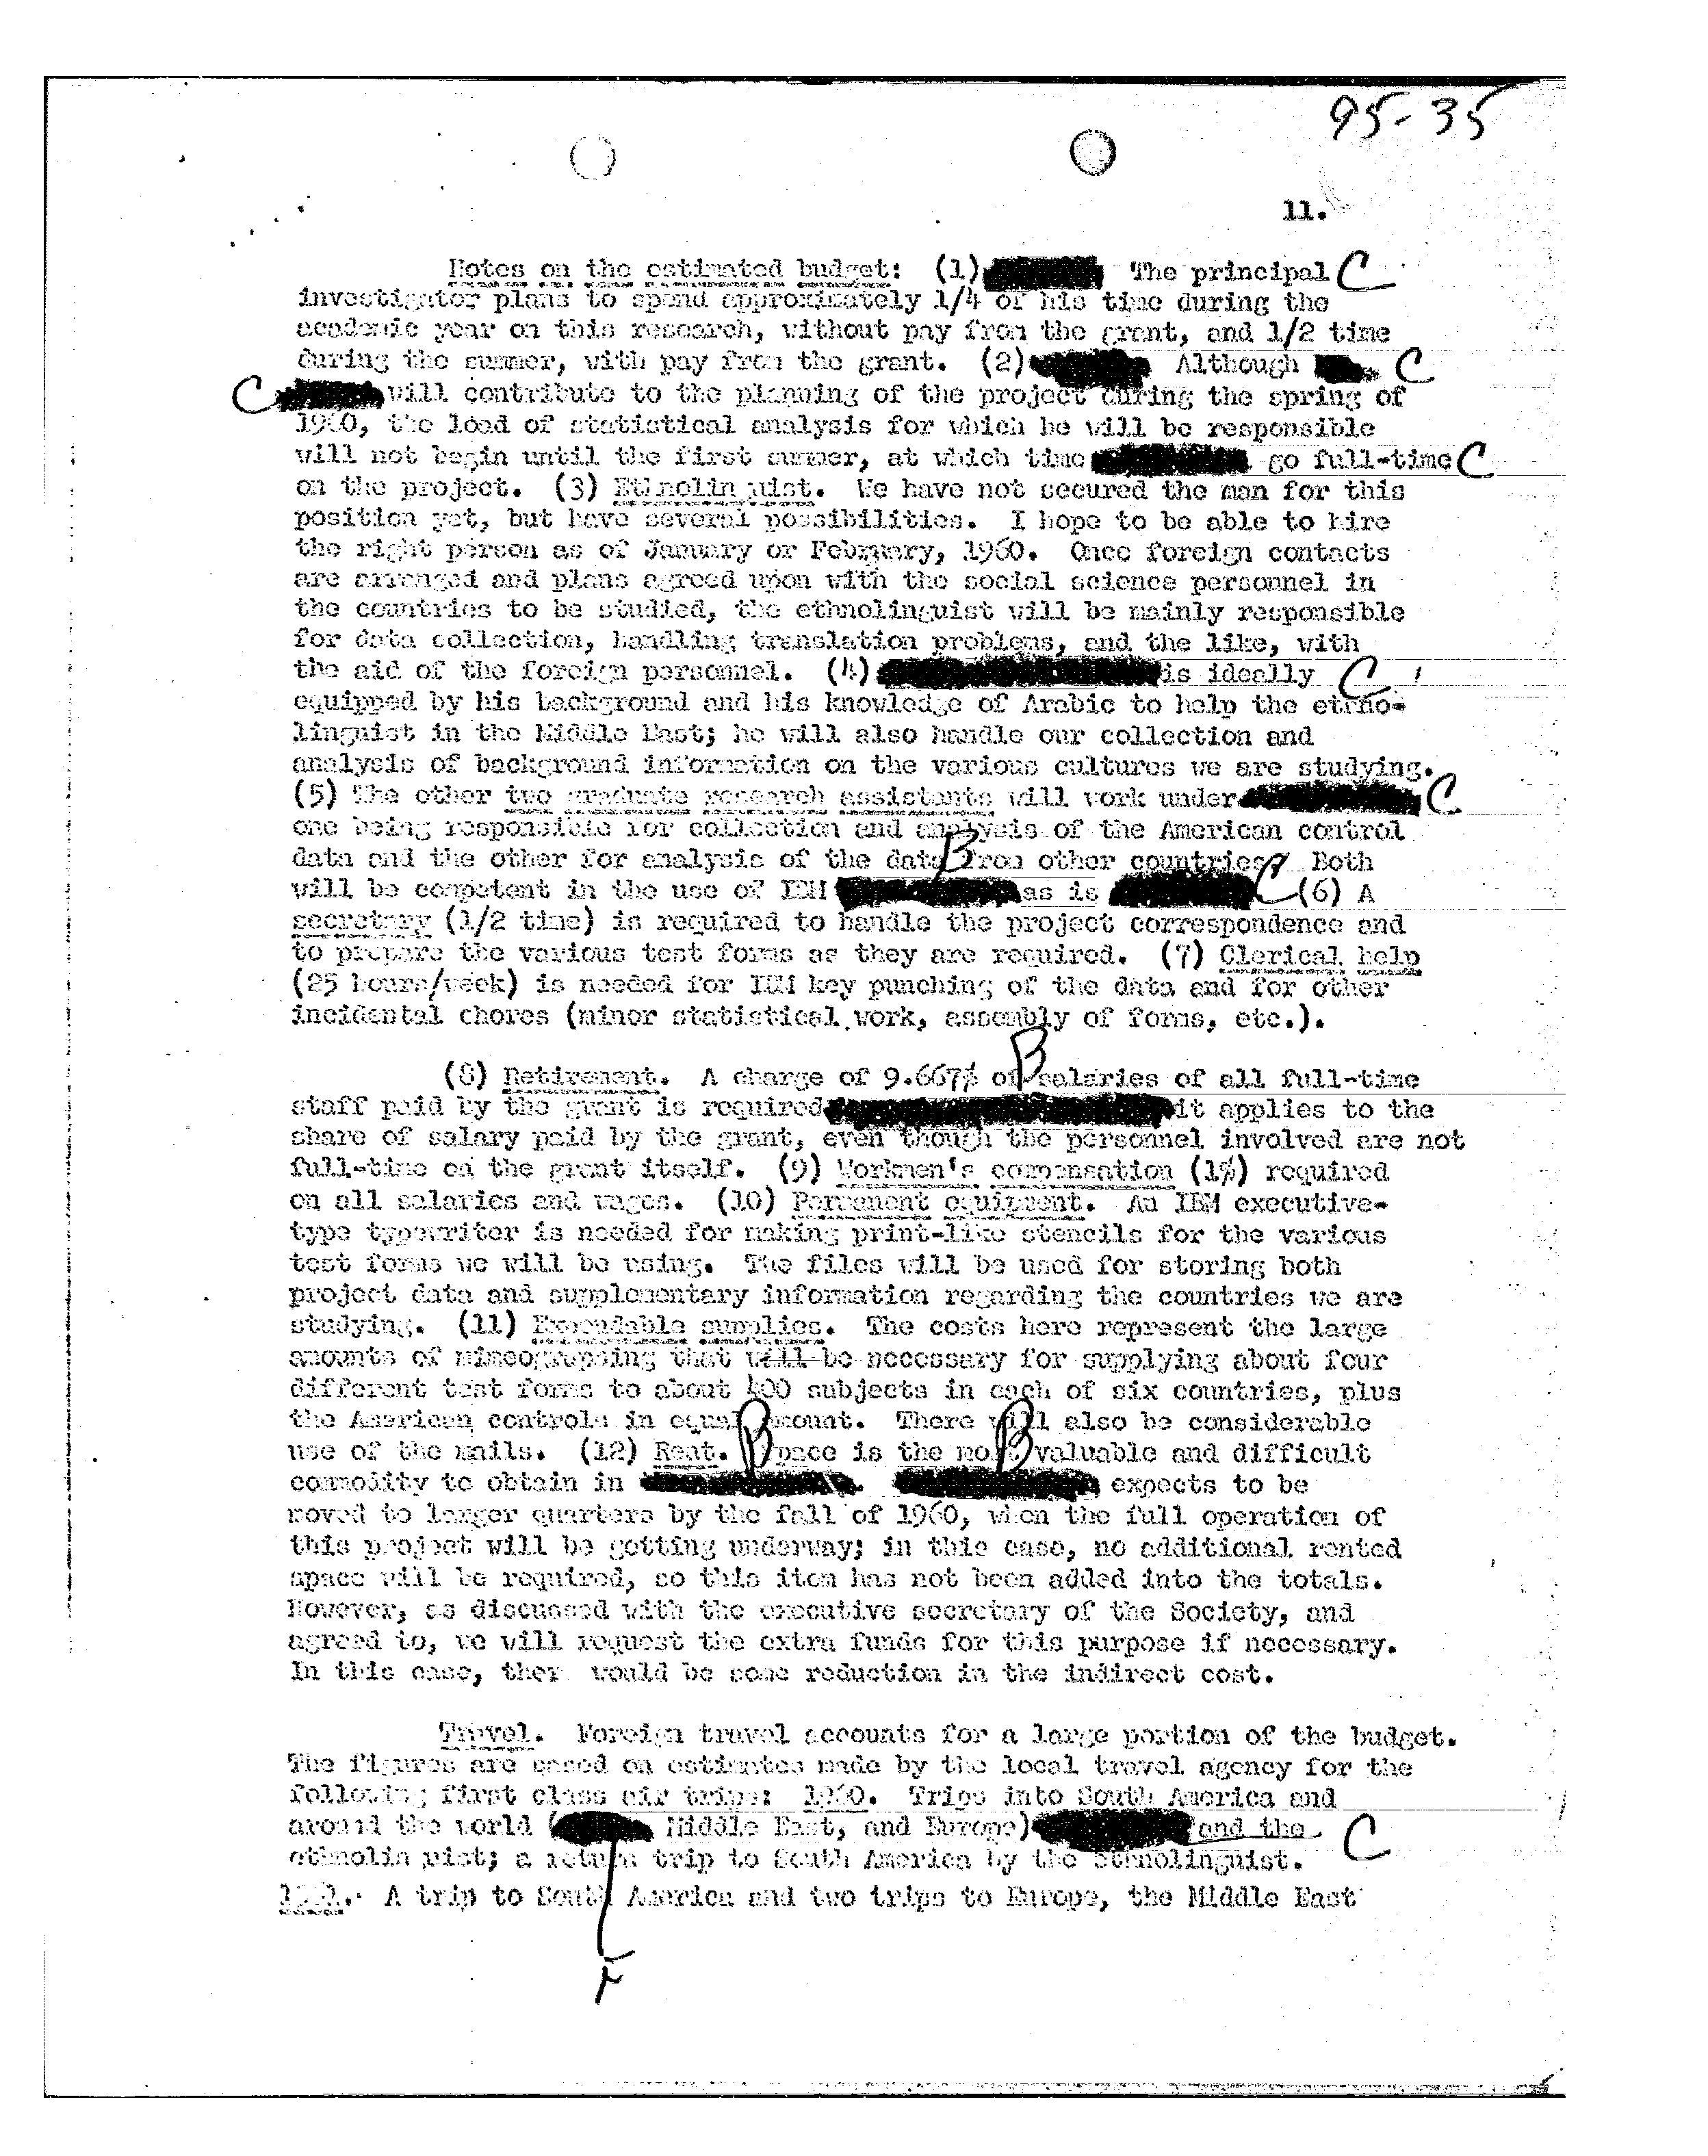 95-35
11.
Notes on the estimated budget: (1) The principal C
investigator plans to spend approximately 1/4 of his time during the
academic year on this research, without pay from the grant, and 1/2 time
during the summer, with pay from the grant. (2) Although C
C will contribute to the planning of the project during the spring of
1960, the load of statistical analysis for which he will be responsible
will not begin until the first summer, at which time go full-time C
on the project. (3) Ethnolinguist. We have not secured the man for this
position yet, but have several possibilities. I hope to be able to hire
the right person as of January or February, 1960. Once foreign contacts
are arranged and plans agreed upon with the social science personnel in
the countries to be studied, the ethnolinguist will be mainly responsible
for data collection, handling translation problems, and the like, with
the aid of the foreign personnel. (4) is ideally C
equipped by his background and his knowledge of Arabic to help the ethno-
linguist in the Middle East; he will also handle our collection and
analysis of background information on the various cultures we are studying.
(5) The other two graduate research assistants will work under C
one being responsible for collection and analysis of the American control
data and the other for analysis of the data B from other countries. Both
will be competent in the use of IBM as is C (6) A
secretary (1/2 time) is required to handle the project correspondence and
to prepare the various test forms as they are required. (7) Clerical help
(25 hours/week) is needed for IBM key punching of the data and for other
incidental chores (minor statistical work, assembly of forms, etc.).
(8) Retirement. A charge of 9.667% of B salaries of all full-time
staff paid by the grant is required it applies to the
share of salary paid by the grant, even though the personnel involved are not
full-time on the grant itself. (9) Workmen's compensation (1%) required
on all salaries and wages. (10) Permanent equipment. An IBM executive-
type typewriter is needed for making print-like stencils for the various
test forms we will be using. The files will be used for storing both
project data and supplementary information regarding the countries we are
studying. (11) Expendable supplies. The costs here represent the large
amounts of mimeographing that will be necessary for supplying about four
different test forms to about 400 subjects in each of six countries, plus
the American controls in equal amount. There will also be considerable
use of the mails. (12) Rent. B Space is the most B valuable and difficult
commodity to obtain in expects to be
moved to larger quarters by the fall of 1960, when the full operation of
this project will be getting underway; in this case, no additional rented
space will be required, so this item has not been added into the totals.
However, as discussed with the executive secretary of the Society, and
agreed to, we will request the extra funds for this purpose if necessary.
In this case, ther would be some reduction in the indirect cost.
Travel. Foreign travel accounts for a large portion of the budget.
The figures are based on estimates made by the local travel agency for the
following first class air trips: 1960. Trips into South America and
around the world ( Middle East, and Europe) and the C
ethnolinguist; a return trip to South America by the ethnolinguist.
A trip to South America and two trips to Europe, the Middle East